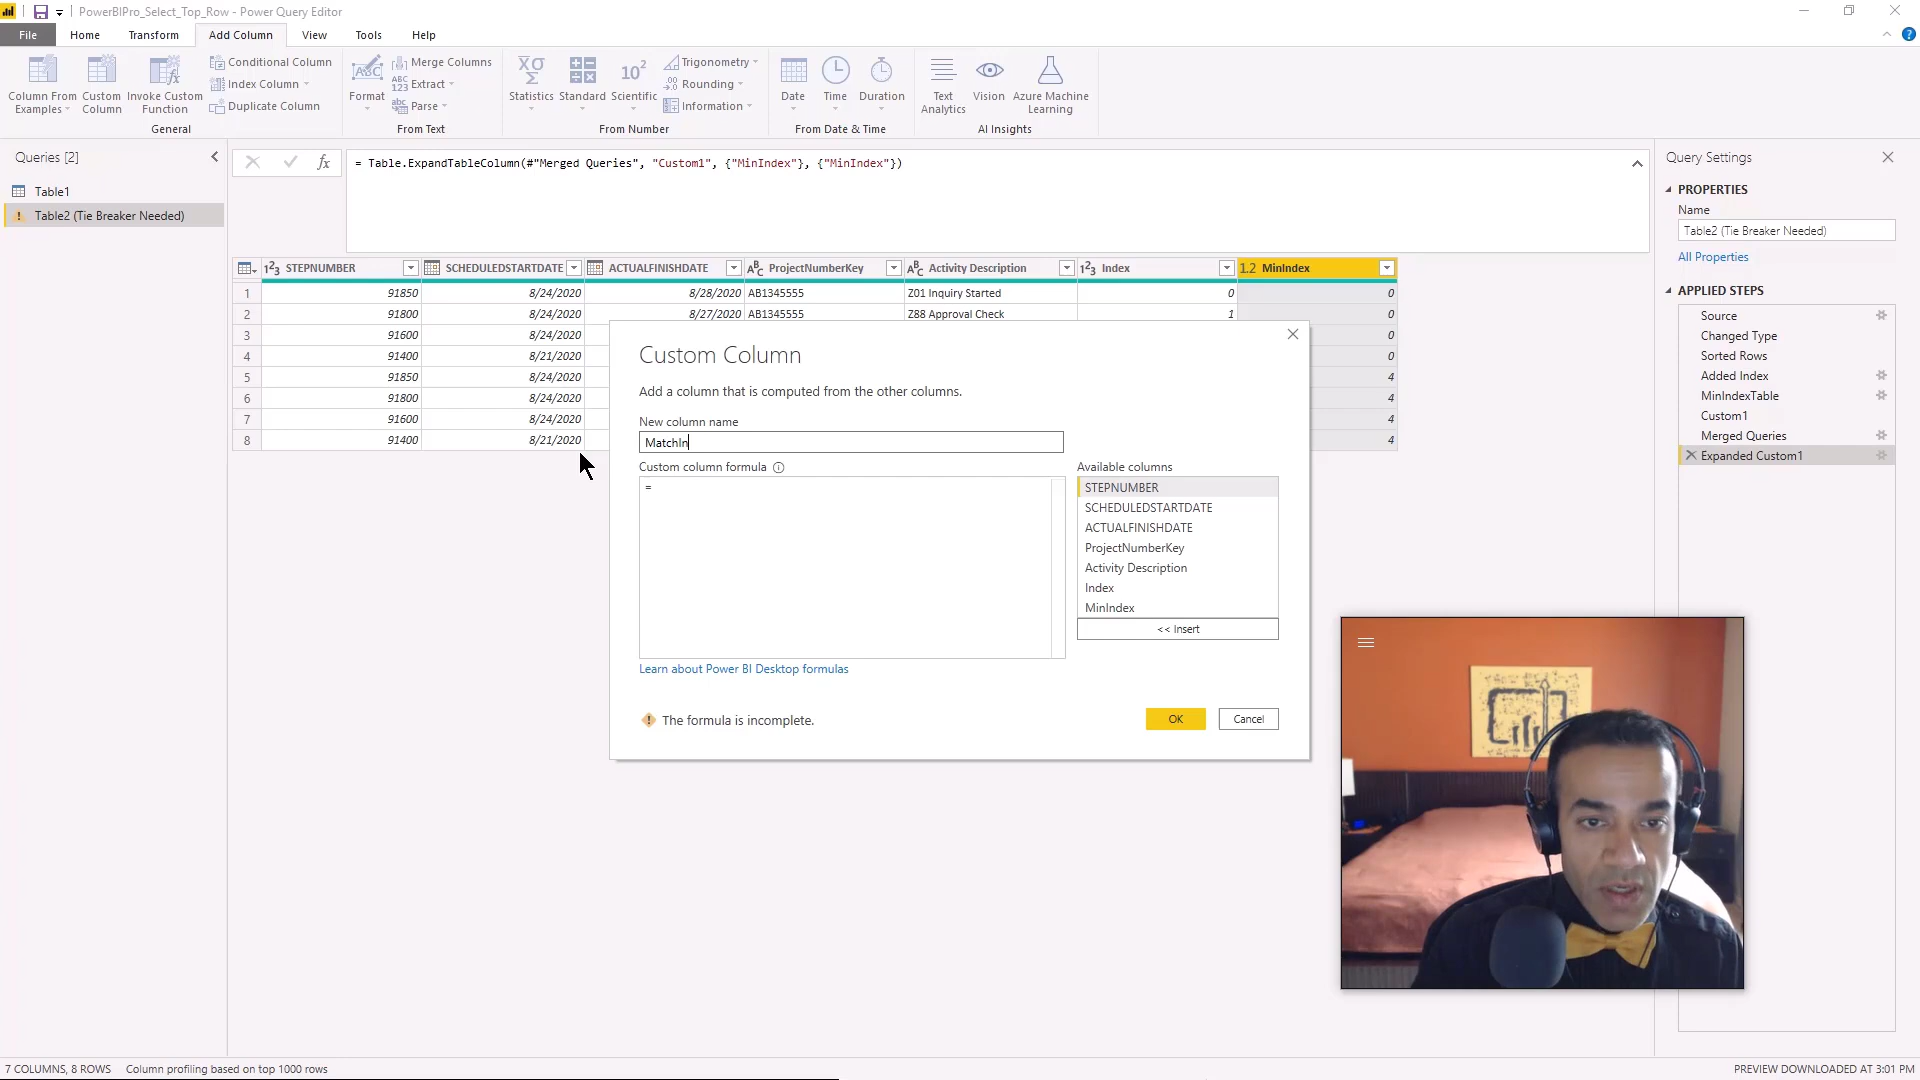 PowerBIPro_Select_Top_Row - Power Query Editor
File Home Transform Add Column View Tools Help
Column From Examples
Custom Column
Invoke Custom Function
Conditional Column
Index Column
Duplicate Column
General
Format
Merge Columns
Extract
Parse
From Text
Statistics
Standard
Scientific
Trigonometry
Rounding
Information
From Number
Date
Time
Duration
From Date & Time
Text Analytics
Vision
Azure Machine Learning
AI Insights
Queries [2]
Table1
Table2 (Tie Breaker Needed)
fx
= Table.ExpandTableColumn(#"Merged Queries", "Custom1", {"MinIndex"}, {"MinIndex"})
STEPNUMBER SCHEDULEDSTARTDATE ACTUALFINISHDATE ProjectNumberKey Activity Description Index MinIndex
1 91850 8/24/2020 8/28/2020 AB1345555 Z01 Inquiry Started 0 0
2 91800 8/24/2020 8/27/2020 AB1345555 Z88 Approval Check 1 0
3 91600 8/24/2020 0
4 91400 8/21/2020 0
5 91850 8/24/2020 4
6 91800 8/24/2020 4
7 91600 8/24/2020 4
8 91400 8/21/2020 4
Custom Column
Add a column that is computed from the other columns.
New column name
MatchIn
Custom column formula
=
Available columns
STEPNUMBER
SCHEDULEDSTARTDATE
ACTUALFINISHDATE
ProjectNumberKey
Activity Description
Index
MinIndex
<< Insert
Learn about Power BI Desktop formulas
The formula is incomplete.
OK
Cancel
Query Settings
PROPERTIES
Name
Table2 (Tie Breaker Needed)
All Properties
APPLIED STEPS
Source
Changed Type
Sorted Rows
Added Index
MinIndexTable
Custom1
Merged Queries
Expanded Custom1
7 COLUMNS, 8 ROWS Column profiling based on top 1000 rows
PREVIEW DOWNLOADED AT 3:01 PM